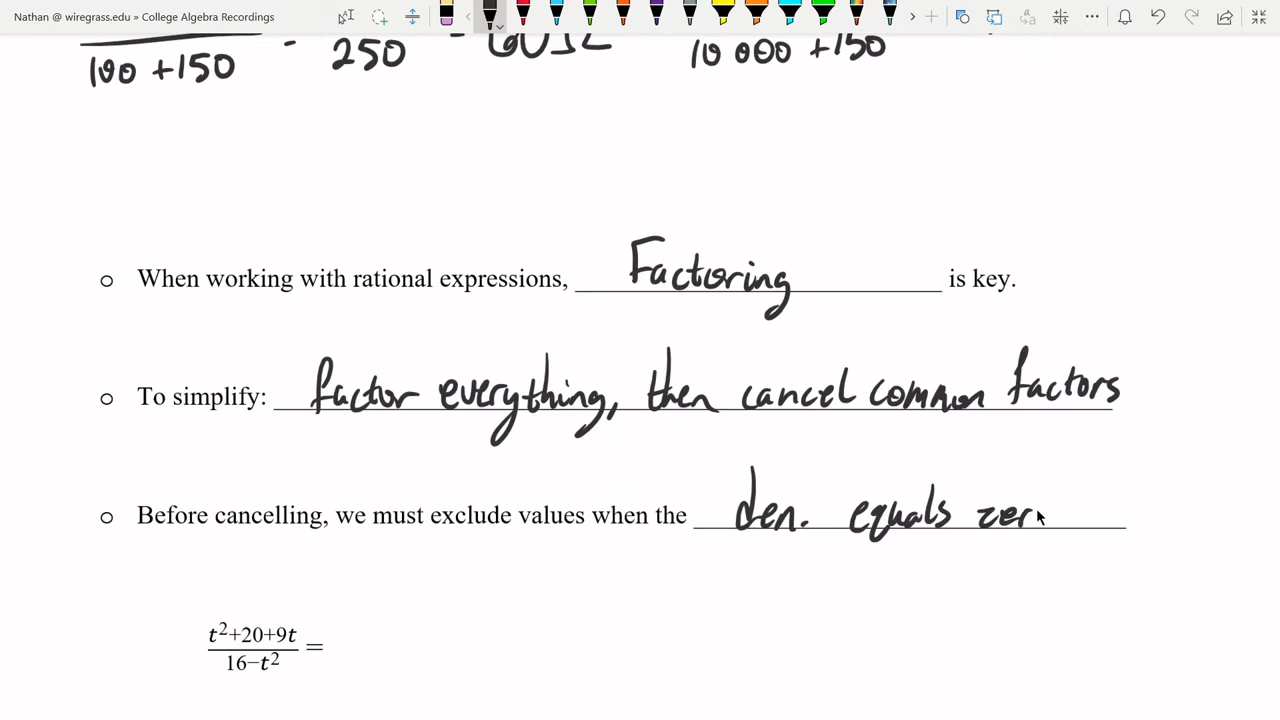 Nathan @ wiregrass.edu » College Algebra Recordings
100 +150
250
10 000 +150
o When working with rational expressions, Factoring is key.
o To simplify: factor everything, then cancel common factors
o Before cancelling, we must exclude values when the den. equals zer
t²+20+9t
16−t² =